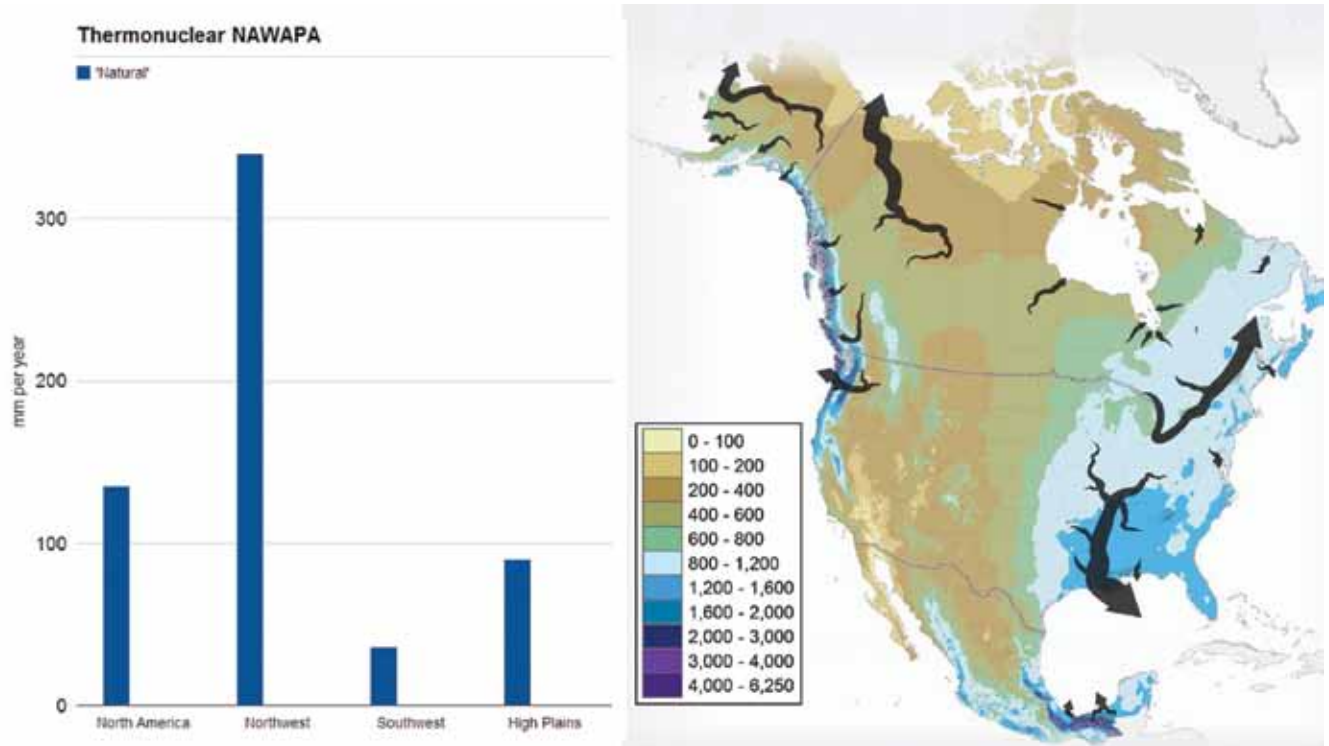 Thermonuclear NAWAPA
'Natural'
300
200
100
0
mm per year
North America
Northwest
Southwest
High Plains
0 - 100
100 - 200
200 - 400
400 - 600
600 - 800
800 - 1,200
1,200 - 1,600
1,600 - 2,000
2,000 - 3,000
3,000 - 4,000
4,000 - 6,250